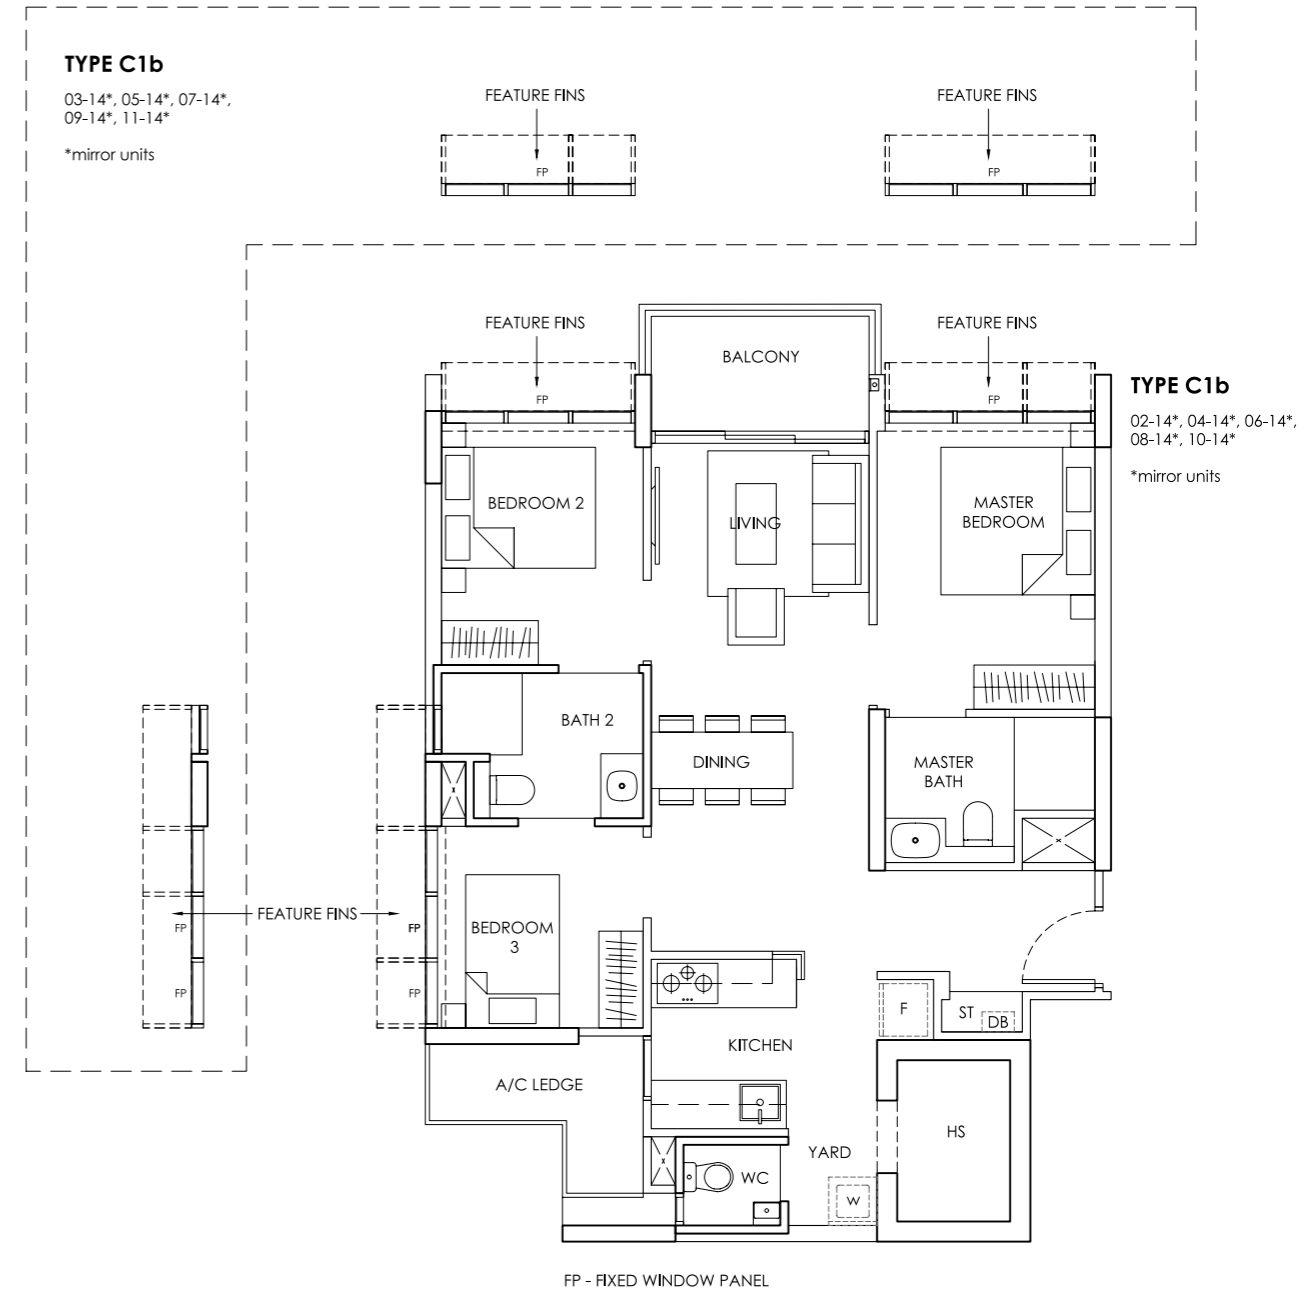 TYPE C1b
03-14*, 05-14*, 07-14*,
09-14*, 11-14*
*mirror units
FEATURE FINS
FP
FEATURE FINS
FP
FEATURE FINS
FP
BALCONY
FEATURE FINS
FP
TYPE C1b
02-14*, 04-14*, 06-14*,
08-14*, 10-14*
*mirror units
BEDROOM 2
LIVING
MASTER
BEDROOM
BATH 2
DINING
MASTER
BATH
FEATURE FINS
FP
FP
FP
FP
BEDROOM
3
F
ST
DB
KITCHEN
A/C LEDGE
HS
YARD
WC
W
FP - FIXED WINDOW PANEL